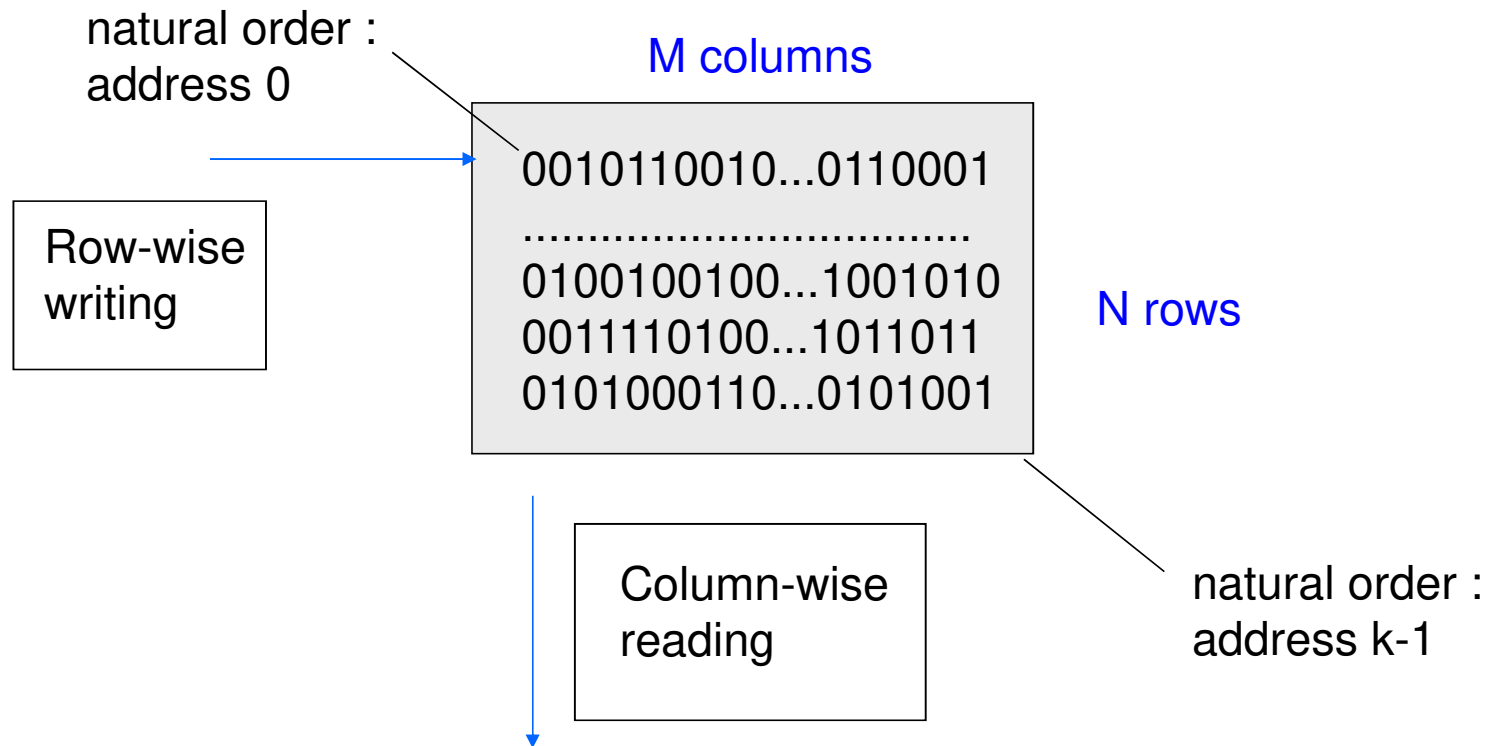 natural order :
address 0
M columns
0010110010...0110001
...................................
0100100100...1001010
0011110100...1011011
0101000110...0101001
Row-wise
writing
N rows
Column-wise
reading
natural order :
address k-1